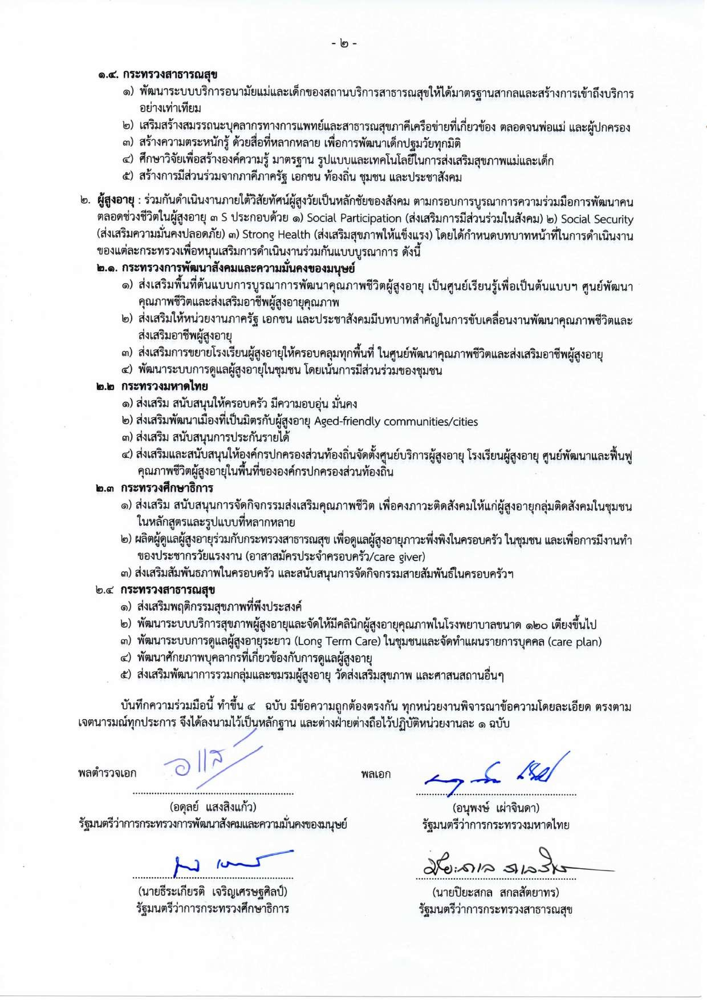 - ๒ -
๑.๔. กระทรวงสาธารณสุข
๑) พัฒนาระบบบริการอนามัยแม่และเด็กของสถานบริการสาธารณสุขให้ได้มาตรฐานสากลและสร้างการเข้าถึงบริการ
อย่างเท่าเทียม
๒) เสริมสร้างสมรรถนะบุคลากรทางการแพทย์และสาธารณสุขภาคีเครือข่ายที่เกี่ยวข้อง ตลอดจนพ่อแม่ และผู้ปกครอง
๓) สร้างความตระหนักรู้ ด้วยสื่อที่หลากหลาย เพื่อการพัฒนาเด็กปฐมวัยทุกมิติ
๔) ศึกษาวิจัยเพื่อสร้างองค์ความรู้ มาตรฐาน รูปแบบและเทคโนโลยีในการส่งเสริมสุขภาพแม่และเด็ก
๕) สร้างการมีส่วนร่วมจากภาคีภาครัฐ เอกชน ท้องถิ่น ชุมชน และประชาสังคม
๒. ผู้สูงอายุ : ร่วมกันดำเนินงานภายใต้วิสัยทัศน์ผู้สูงวัยเป็นหลักชัยของสังคม ตามกรอบการบูรณาการความร่วมมือการพัฒนาคน
ตลอดช่วงชีวิตในผู้สูงอายุ ๓ S ประกอบด้วย ๑) Social Participation (ส่งเสริมการมีส่วนร่วมในสังคม) ๒) Social Security
(ส่งเสริมความมั่นคงปลอดภัย) ๓) Strong Health (ส่งเสริมสุขภาพให้แข็งแรง) โดยได้กำหนดบทบาทหน้าที่ในการดำเนินงาน
ของแต่ละกระทรวงเพื่อหนุนเสริมการดำเนินงานร่วมกันแบบบูรณาการ ดังนี้
๒.๑. กระทรวงการพัฒนาสังคมและความมั่นคงของมนุษย์
๑) ส่งเสริมพื้นที่ต้นแบบการบูรณาการพัฒนาคุณภาพชีวิตผู้สูงอายุ เป็นศูนย์เรียนรู้เพื่อเป็นต้นแบบฯ ศูนย์พัฒนา
คุณภาพชีวิตและส่งเสริมอาชีพผู้สูงอายุคุณภาพ
๒) ส่งเสริมให้หน่วยงานภาครัฐ เอกชน และประชาสังคมมีบทบาทสำคัญในการขับเคลื่อนงานพัฒนาคุณภาพชีวิตและ
ส่งเสริมอาชีพผู้สูงอายุ
๓) ส่งเสริมการขยายโรงเรียนผู้สูงอายุให้ครอบคลุมทุกพื้นที่ ในศูนย์พัฒนาคุณภาพชีวิตและส่งเสริมอาชีพผู้สูงอายุ
๔) พัฒนาระบบการดูแลผู้สูงอายุในชุมชน โดยเน้นการมีส่วนร่วมของชุมชน
๒.๒ กระทรวงมหาดไทย
๑) ส่งเสริม สนับสนุนให้ครอบครัว มีความอบอุ่น มั่นคง
๒) ส่งเสริมพัฒนาเมืองที่เป็นมิตรกับผู้สูงอายุ Aged-friendly communities/cities
๓) ส่งเสริม สนับสนุนการประกันรายได้
๔) ส่งเสริมและสนับสนุนให้องค์กรปกครองส่วนท้องถิ่นจัดตั้งศูนย์บริการผู้สูงอายุ โรงเรียนผู้สูงอายุ ศูนย์พัฒนาและฟื้นฟู
คุณภาพชีวิตผู้สูงอายุในพื้นที่ขององค์กรปกครองส่วนท้องถิ่น
๒.๓ กระทรวงศึกษาธิการ
๑) ส่งเสริม สนับสนุนการจัดกิจกรรมส่งเสริมคุณภาพชีวิต เพื่อคงภาวะติดสังคมให้แก่ผู้สูงอายุกลุ่มติดสังคมในชุมชน
ในหลักสูตรและรูปแบบที่หลากหลาย
๒) ผลิตผู้ดูแลผู้สูงอายุร่วมกับกระทรวงสาธารณสุข เพื่อดูแลผู้สูงอายุภาวะพึ่งพิงในครอบครัว ในชุมชน และเพื่อการมีงานทำ
ของประชากรวัยแรงงาน (อาสาสมัครประจำครอบครัว/care giver)
๓) ส่งเสริมสัมพันธภาพในครอบครัว และสนับสนุนการจัดกิจกรรมสายสัมพันธ์ในครอบครัวฯ
๒.๔ กระทรวงสาธารณสุข
๑) ส่งเสริมพฤติกรรมสุขภาพที่พึงประสงค์
๒) พัฒนาระบบบริการสุขภาพผู้สูงอายุและจัดให้มีคลินิกผู้สูงอายุคุณภาพในโรงพยาบาลขนาด ๑๒๐ เตียงขึ้นไป
๓) พัฒนาระบบการดูแลผู้สูงอายุระยาว (Long Term Care) ในชุมชนและจัดทำแผนรายการบุคคล (care plan)
๔) พัฒนาศักยภาพบุคลากรที่เกี่ยวข้องกับการดูแลผู้สูงอายุ
๕) ส่งเสริมพัฒนาการรวมกลุ่มและชมรมผู้สูงอายุ วัดส่งเสริมสุขภาพ และศาสนสถานอื่นๆ
บันทึกความร่วมมือนี้ ทำขึ้น ๔ ฉบับ มีข้อความถูกต้องตรงกัน ทุกหน่วยงานพิจารณาข้อความโดยละเอียด ตรงตาม
เจตนารมณ์ทุกประการ จึงได้ลงนามไว้เป็นหลักฐาน และต่างฝ่ายต่างถือไว้ปฏิบัติหน่วยงานละ ๑ ฉบับ
พลตำรวจเอก
พลเอก
(อดุลย์ แสงสิงแก้ว)
(อนุพงษ์ เผ่าจินดา)
รัฐมนตรีว่าการกระทรวงการพัฒนาสังคมและความมั่นคงของมนุษย์
รัฐมนตรีว่าการกระทรวงมหาดไทย
(นายธีระเกียรติ เจริญเศรษฐศิลป์)
(นายปิยะสกล สกลสัตยาทร)
รัฐมนตรีว่าการกระทรวงศึกษาธิการ
รัฐมนตรีว่าการกระทรวงสาธารณสุข